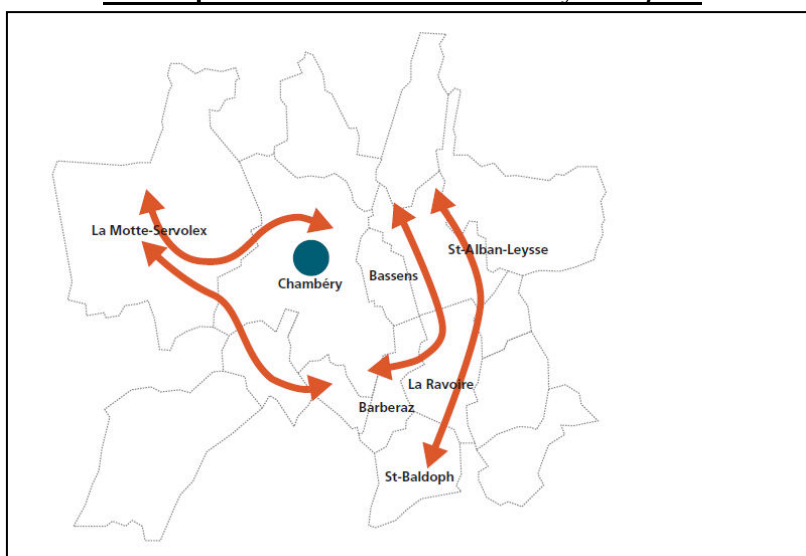 La Motte-Servolex
St-Alban-Leysse
Bassens
Chambéry
La Ravoire
Barberaz
St-Baldoph